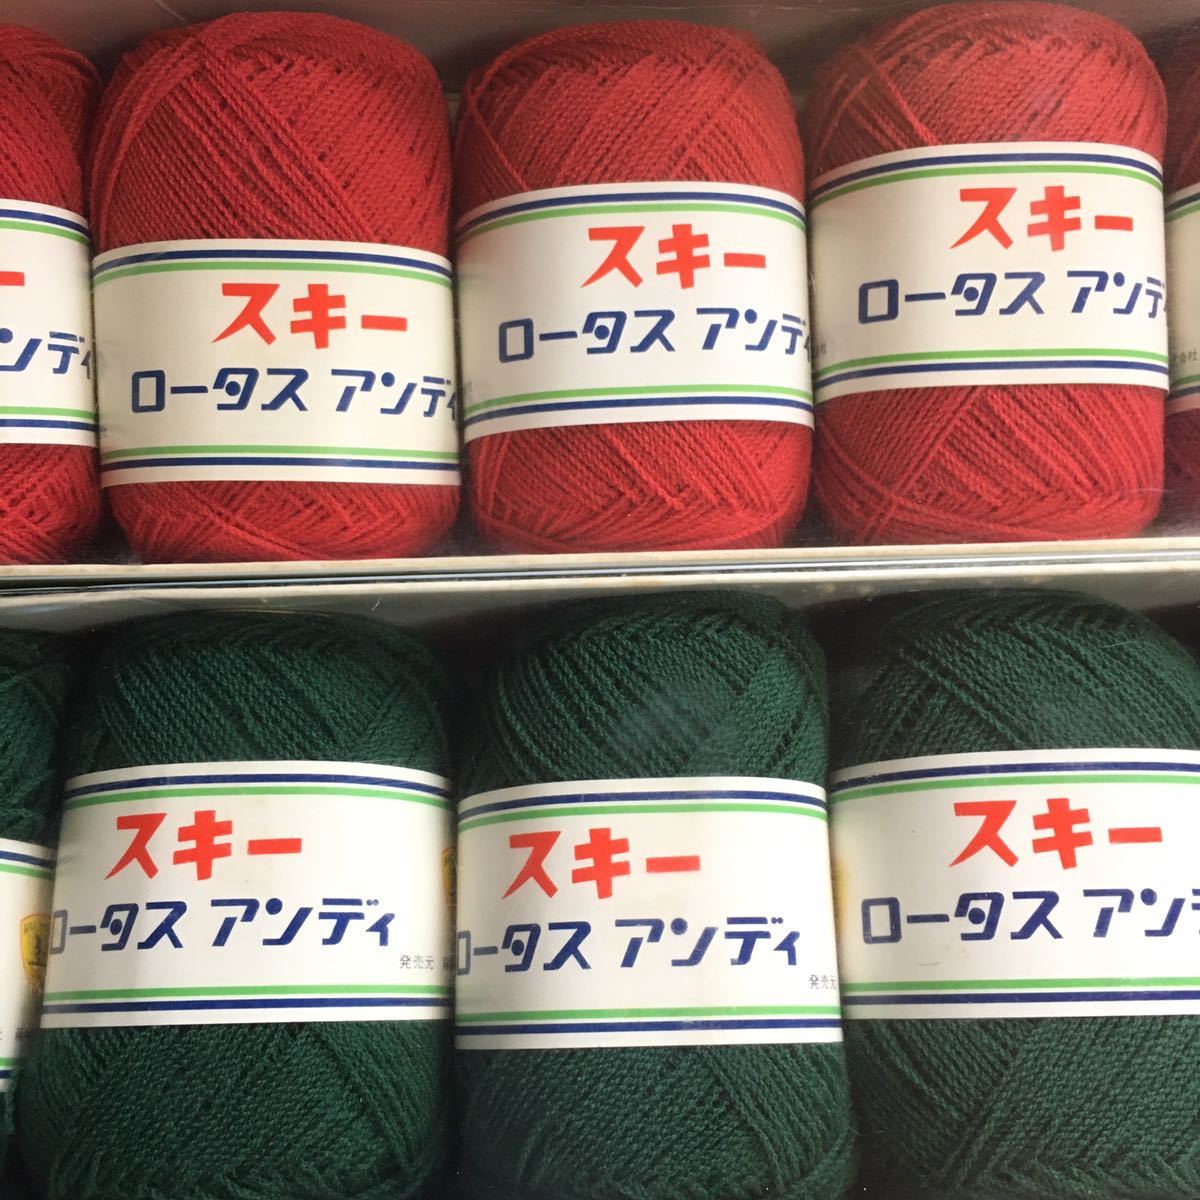 ー
ンディ
スキー
ロータス アンディ
スキー
ロータス アンディ
スキー
ロータス アンディ
スキー
ロータス アンディ
発売元
スキー
ロータス アンディ
発売元
スキー
ロータス アン